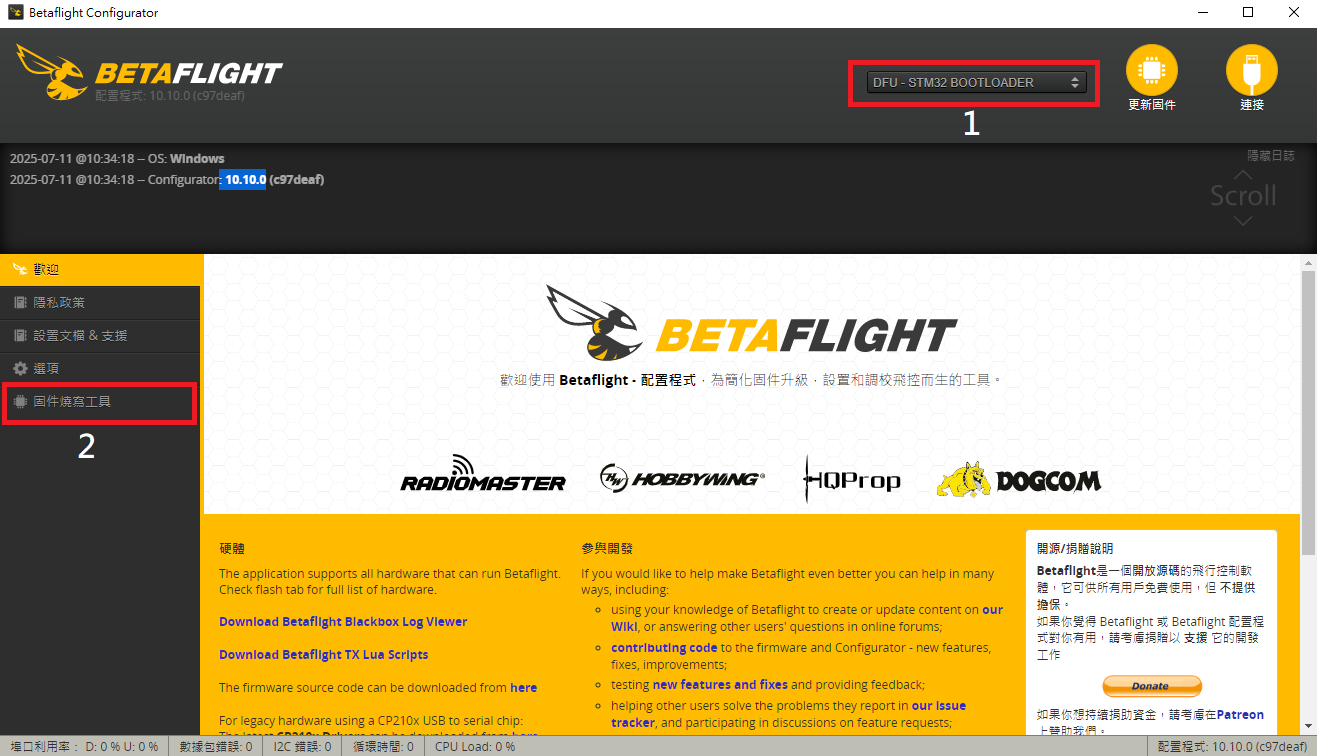 Betaflight Configurator
BETAFLIGHT
配置程式: 10.10.0 (c97deaf)
DFU - STM32 BOOTLOADER
1
更新固件
連接
2025-07-11 @10:34:18 -- OS: Windows
2025-07-11 @10:34:18 -- Configurator: 10.10.0 (c97deaf)
隱藏日誌
Scroll
歡迎
隱私政策
設置文檔 & 支援
選項
固件燒寫工具
2
BETAFLIGHT
歡迎使用 Betaflight - 配置程式，為簡化固件升級，設置和調校飛控而生的工具。
RADIOMASTER
HW HOBBYWING®
HQProp
DOGCOM
硬體
The application supports all hardware that can run Betaflight.
Check flash tab for full list of hardware.
Download Betaflight Blackbox Log Viewer
Download Betaflight TX Lua Scripts
The firmware source code can be downloaded from here
For legacy hardware using a CP210x USB to serial chip:
The latest CP210x Drivers can be downloaded from here
參與開發
If you would like to help make Betaflight even better you can help in many
ways, including:
using your knowledge of Betaflight to create or update content on our
Wiki, or answering other users' questions in online forums;
contributing code to the firmware and Configurator - new features,
fixes, improvements;
testing new features and fixes and providing feedback;
helping other users solve the problems they report in our issue
tracker, and participating in discussions on feature requests;
開源/捐贈說明
Betaflight是一個開放源碼的飛行控制軟
體，它可供所有用戶免費使用，但 不提供
擔保。
如果你覺得 Betaflight 或 Betaflight 配置程
式對你有用，請考慮捐贈以 支援 它的開發
工作
Donate
如果你想持續捐助資金，請考慮在Patreon
上贊助我們。
埠口利用率： D: 0 % U: 0 %
數據包錯誤: 0
I2C 錯誤: 0
循環時間: 0
CPU Load: 0 %
配置程式: 10.10.0 (c97deaf)